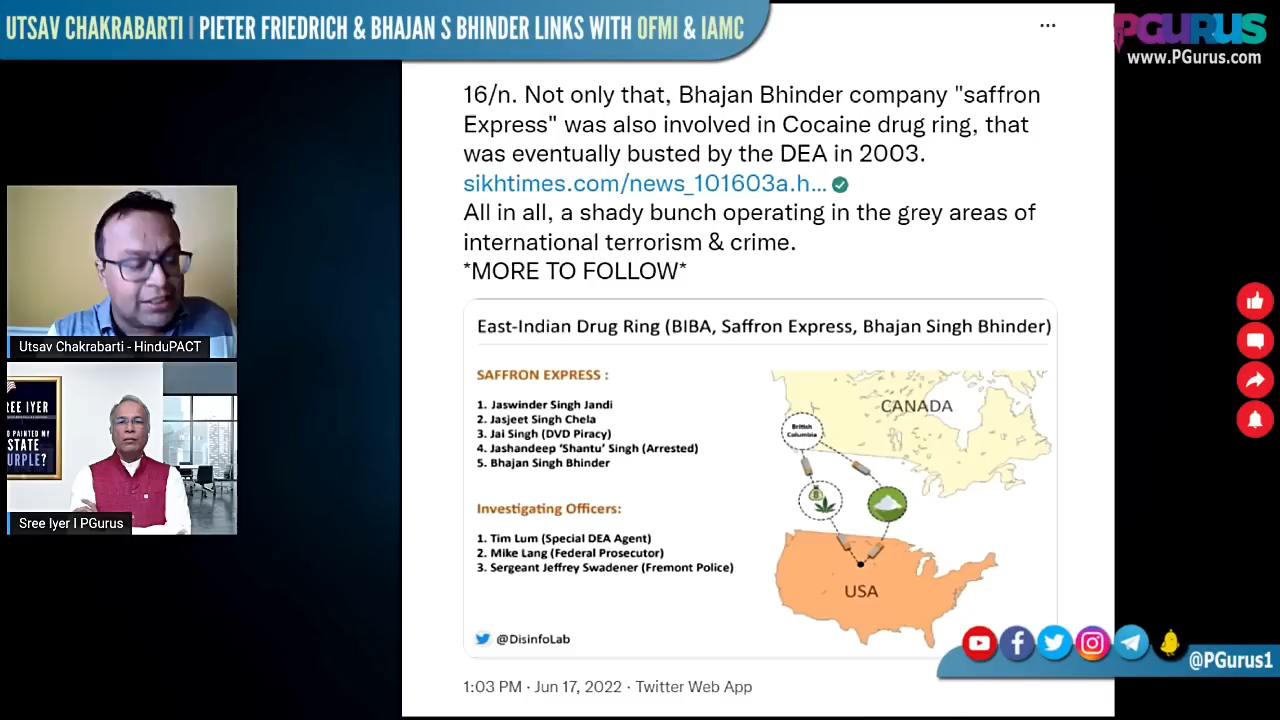 UTSAV CHAKRABARTI | PIETER FRIEDRICH & BHAJAN S BHINDER LINKS WITH OFMI & IAMC
PGURUS
www.PGurus.com
16/n. Not only that, Bhajan Bhinder company "saffron
Express" was also involved in Cocaine drug ring, that
was eventually busted by the DEA in 2003.
sikhtimes.com/news_101603a.h...
All in all, a shady bunch operating in the grey areas of
international terrorism & crime.
*MORE TO FOLLOW*
East-Indian Drug Ring (BIBA, Saffron Express, Bhajan Singh Bhinder)
SAFFRON EXPRESS :
1. Jaswinder Singh Jandi
2. Jasjeet Singh Chela
3. Jai Singh (DVD Piracy)
4. Jashandeep ‘Shantu’ Singh (Arrested)
5. Bhajan Singh Bhinder
Investigating Officers:
1. Tim Lum (Special DEA Agent)
2. Mike Lang (Federal Prosecutor)
3. Sergeant Jeffrey Swadener (Fremont Police)
@DisinfoLab
CANADA
British
Columbia
USA
1:03 PM · Jun 17, 2022 · Twitter Web App
Utsav Chakrabarti - HinduPACT
REE IYER
PAINTED MY
STATE
URPLE?
Sree Iyer I PGurus
@PGurus1